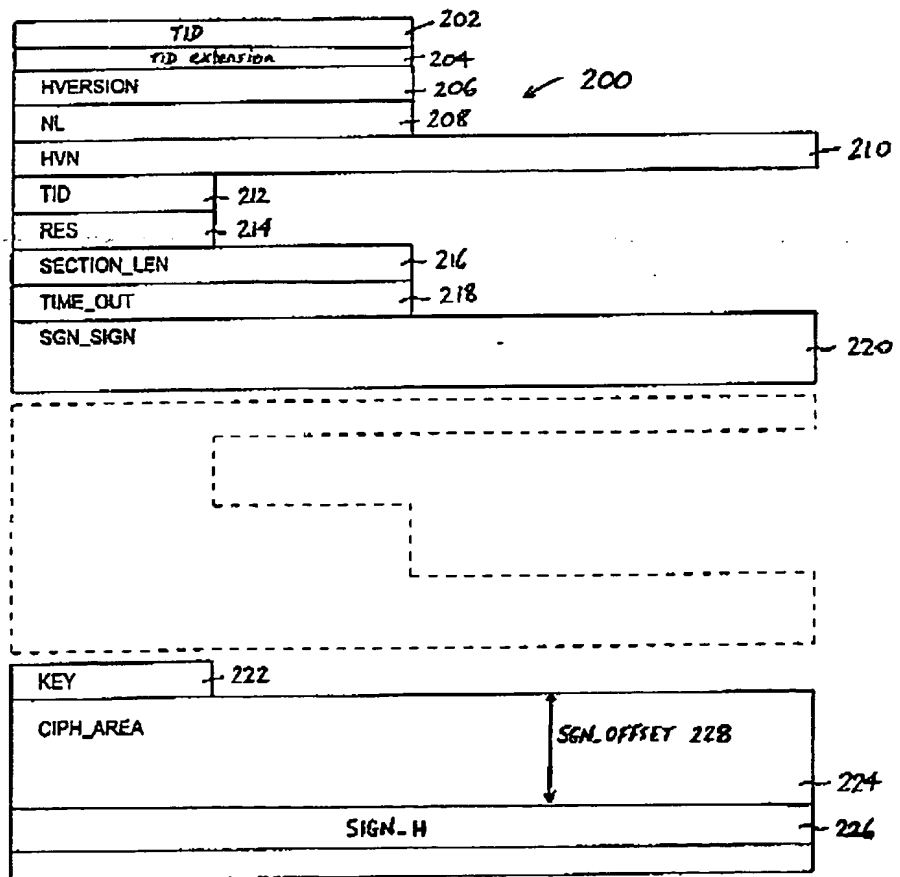 TID 202
TID extension 204
HVERSION 206
200
NL 208
HVN 210
TID 212
RES 214
SECTION_LEN 216
TIME_OUT 218
SGN_SIGN 220
KEY 222
CIPH_AREA SGN_OFFSET 228
224
SIGN_H 226